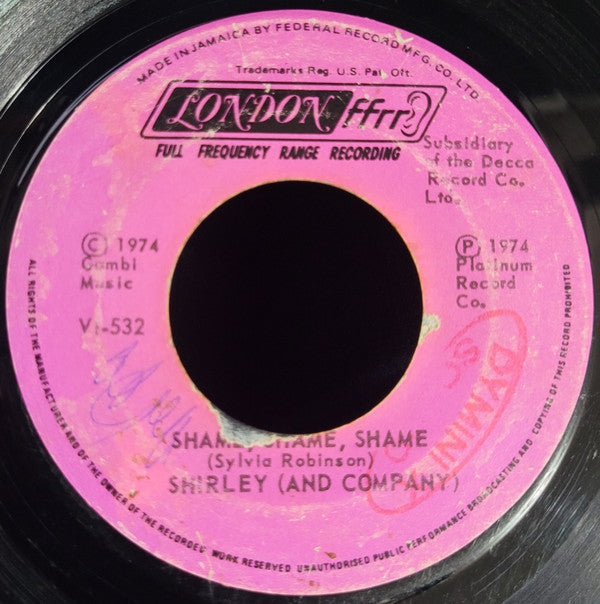 MADE IN JAMAICA BY FEDERAL RECORD MFG. CO. LTD
Trademarks Reg. U.S. Pat. Off.
LONDON ffrr
FULL FREQUENCY RANGE RECORDING
Subsidiary
of the Decca
Record Co.
Ltd.
© 1974
Gambi
Music
℗ 1974
Platinum
Record
Co.
532
SHAME, SHAME, SHAME
(Sylvia Robinson)
SHIRLEY (AND COMPANY)
DYMINI
ALL RIGHTS OF THE MANUFACTURER AND OF THE OWNER OF THE RECORDED WORK RESERVED UNAUTHORISED PUBLIC PERFORMANCE BROADCASTING AND COPYING OF THIS RECORD PROHIBITED